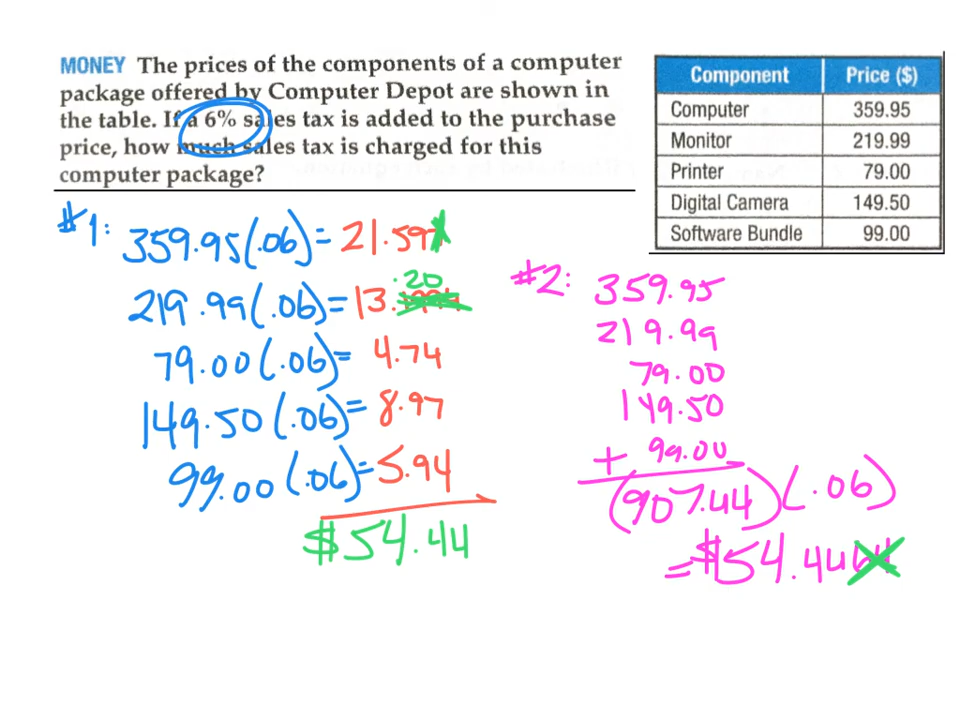 MONEY The prices of the components of a computer
package offered by Computer Depot are shown in
the table. If a 6% sales tax is added to the purchase
price, how much sales tax is charged for this
computer package?
Component Price ($)
Computer 359.95
Monitor 219.99
Printer 79.00
Digital Camera 149.50
Software Bundle 99.00
#1:
359.95(.06)= 21.597
.20
219.99(.06)= 13.
79.00(.06)= 4.74
149.50(.06)= 8.97
99.00(.06)= 5.94
$54.44
#2: 359.95
219.99
79.00
149.50
+ 99.00
(907.44)(.06)
=$54.44